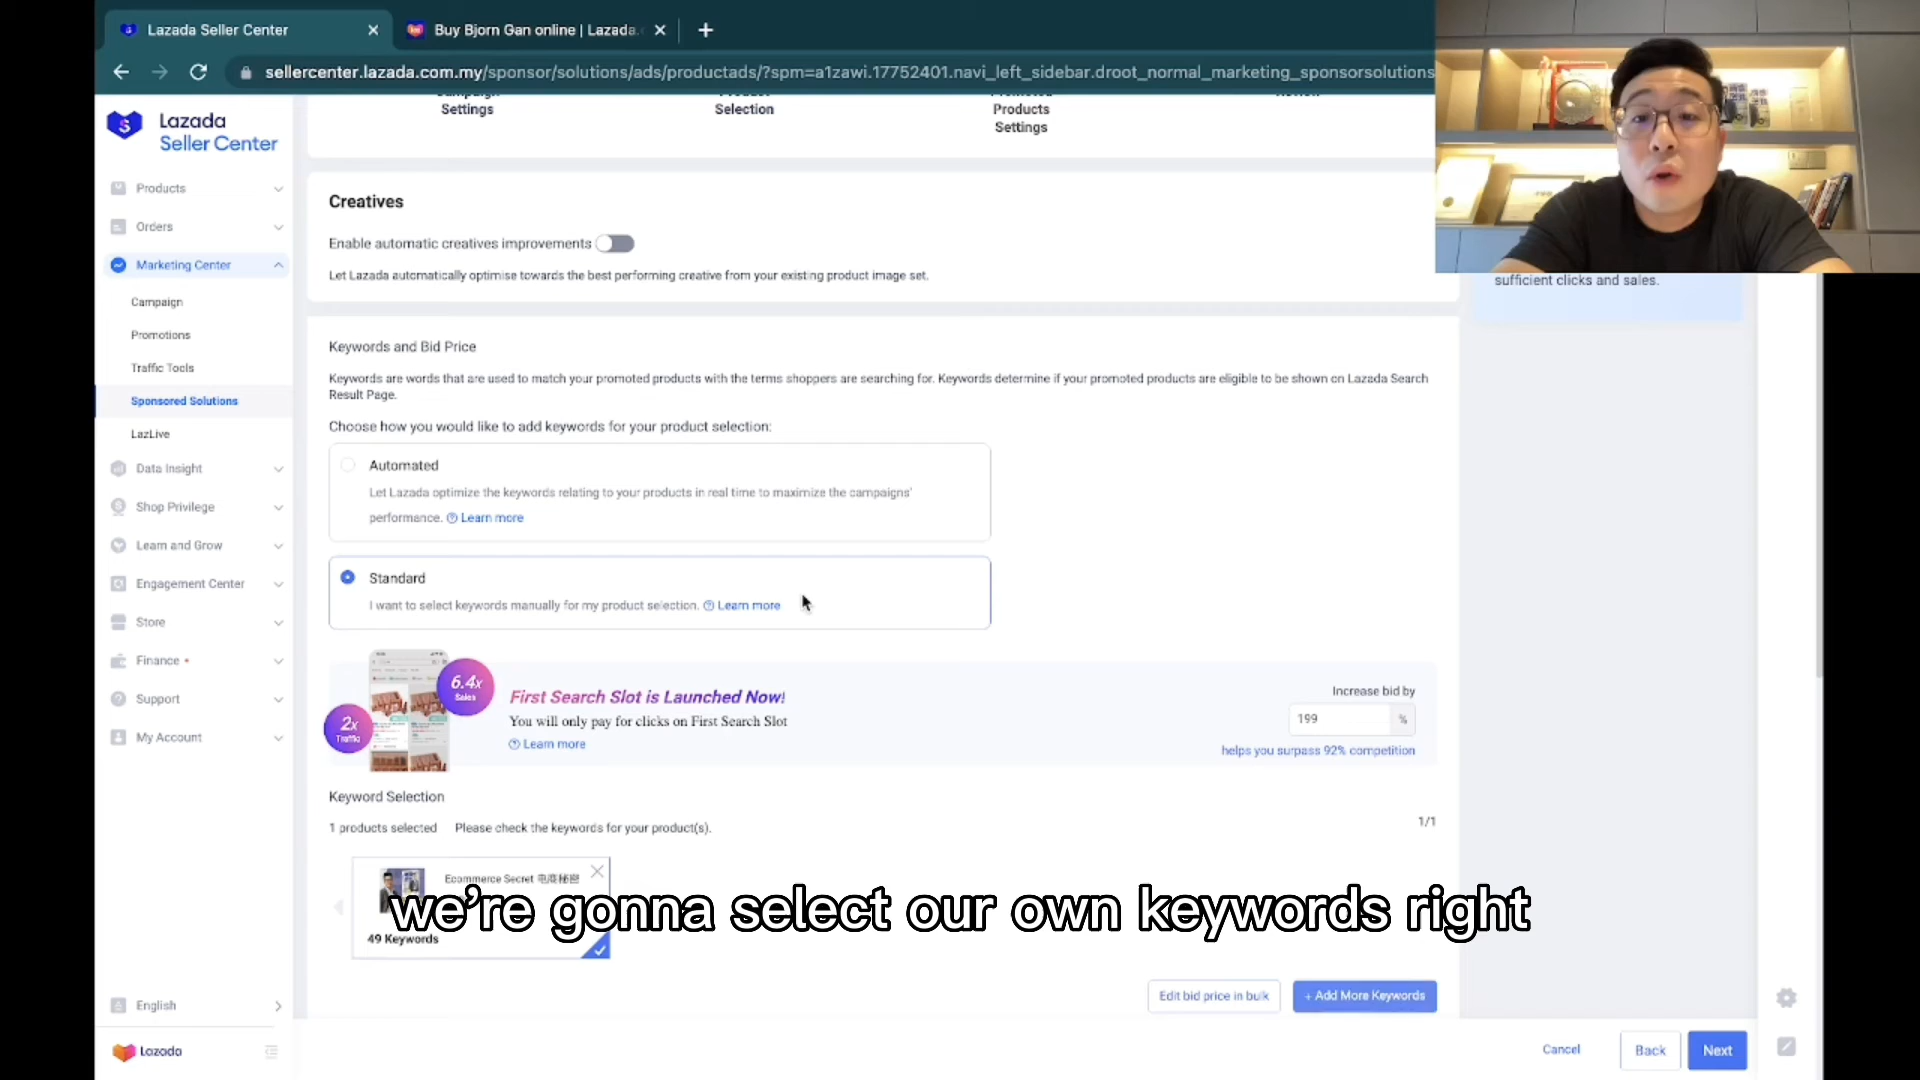 Lazada Seller Center
Buy Bjorn Gan online | Lazada.
sellercenter.lazada.com.my/sponsor/solutions/ads/productads/?spm=a1zawi.17752401.navi_left_sidebar.droot_normal_marketing_sponsorsolutions
Lazada
Seller Center
Products
Orders
Marketing Center
Campaign
Promotions
Traffic Tools
Sponsored Solutions
LazLive
Data Insight
Shop Privilege
Learn and Grow
Engagement Center
Store
Finance
Support
My Account
English
Lazada
Settings
Selection
Products
Settings
Creatives
Enable automatic creatives improvements
Let Lazada automatically optimise towards the best performing creative from your existing product image set.
sufficient clicks and sales.
Keywords and Bid Price
Keywords are words that are used to match your promoted products with the terms shoppers are searching for. Keywords determine if your promoted products are eligible to be shown on Lazada Search
Result Page.
Choose how you would like to add keywords for your product selection:
Automated
Let Lazada optimize the keywords relating to your products in real time to maximize the campaigns'
performance. Learn more
Standard
I want to select keywords manually for my product selection. Learn more
6.4x
Sales
2x
Traffic
First Search Slot is Launched Now!
You will only pay for clicks on First Search Slot
Learn more
Increase bid by
199 %
helps you surpass 92% competition
Keyword Selection
1 products selected Please check the keywords for your product(s).
1/1
Ecommerce Secret 电商秘密
49 Keywords
we're gonna select our own keywords right
Edit bid price in bulk
+ Add More Keywords
Cancel
Back
Next